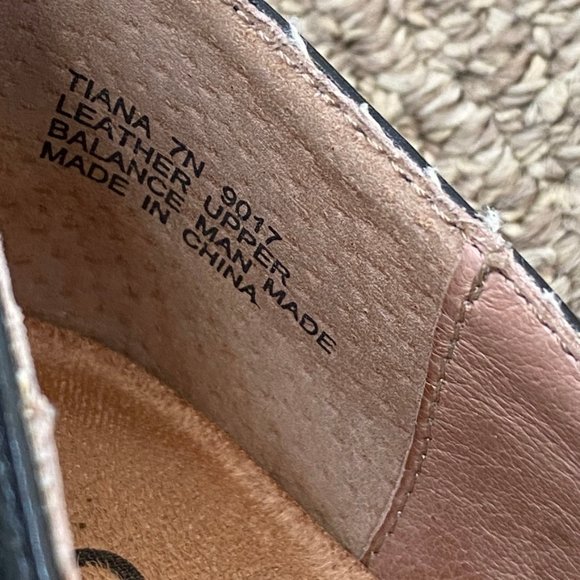 TIANA 7N 9017
LEATHER UPPER
BALANCE MAN MADE
MADE IN CHINA